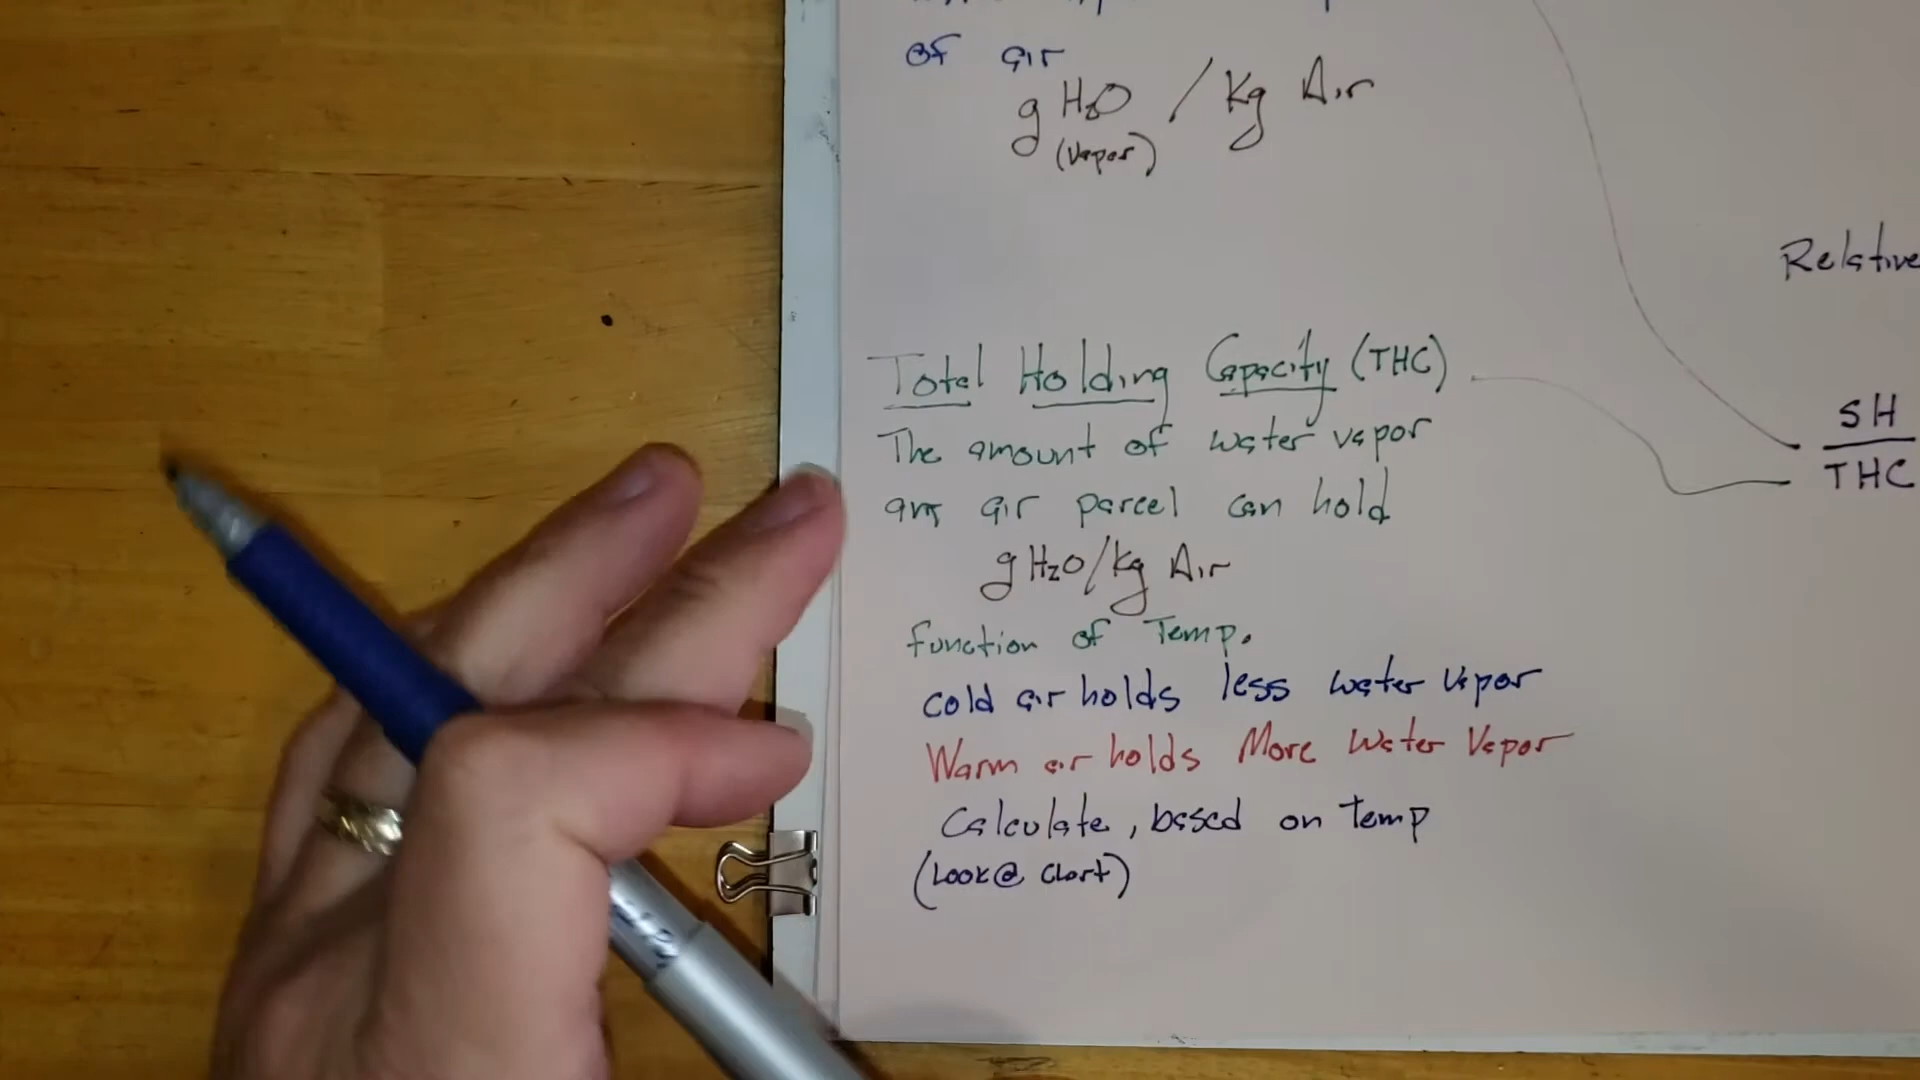 of air
g H2O / Kg Air
(Vapor)
Relative
Total Holding Capacity (THC)
SH
THC
The amount of water vapor
an air parcel can hold
g H2O/Kg Air
function of Temp.
cold air holds less water vapor
Warm air holds More Water Vapor
Calculate, based on temp
(Look@ Chart)